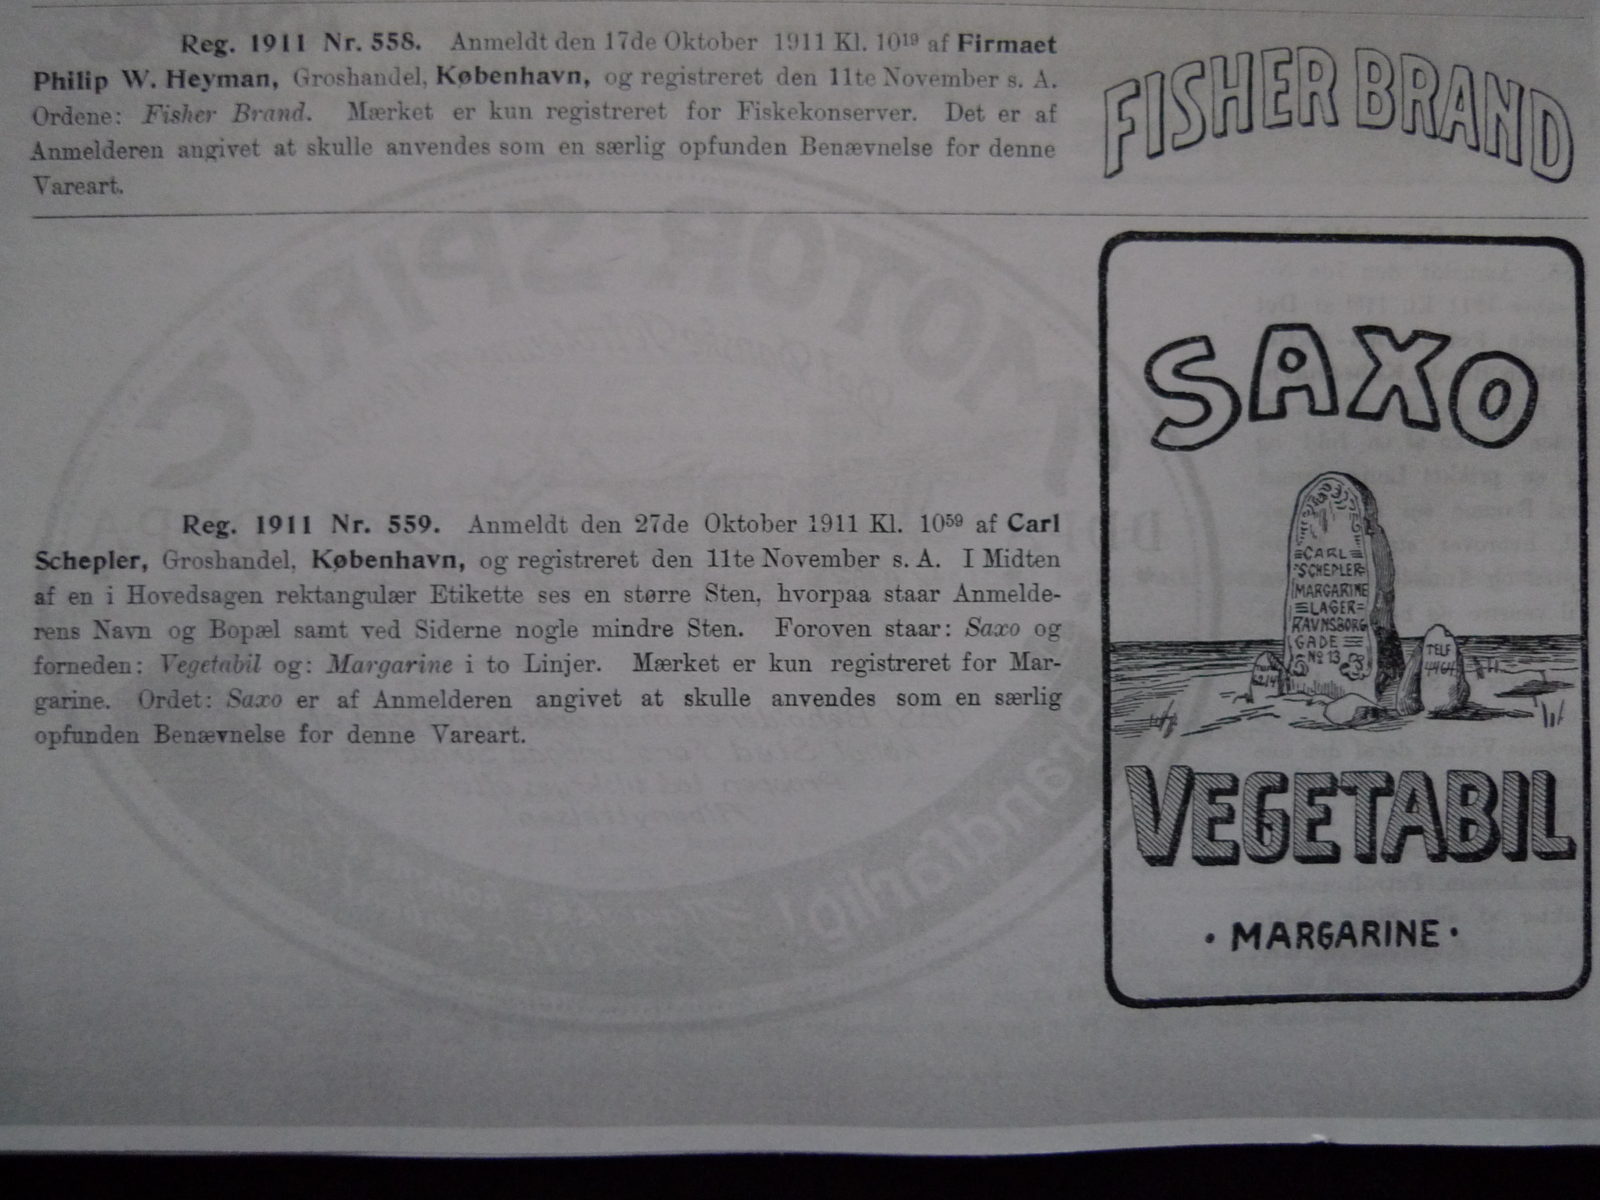 Reg. 1911 Nr. 558. Anmeldt den 17de Oktober 1911 Kl. 10¹⁹ af Firmaet
Philip W. Heyman, Groshandel, København, og registreret den 11te November s. A.
Ordene: Fisher Brand. Mærket er kun registreret for Fiskekonserver. Det er af
Anmelderen angivet at skulle anvendes som en særlig opfunden Benævnelse for denne
Vareart.
FISHER BRAND
Reg. 1911 Nr. 559. Anmeldt den 27de Oktober 1911 Kl. 10⁵⁹ af Carl
Schepler, Groshandel, København, og registreret den 11te November s. A. I Midten
af en i Hovedsagen rektangulær Etikette ses en større Sten, hvorpaa staar Anmelde-
rens Navn og Bopæl samt ved Siderne nogle mindre Sten. Foroven staar: Saxo og
forneden: Vegetabil og: Margarine i to Linjer. Mærket er kun registreret for Mar-
garine. Ordet: Saxo er af Anmelderen angivet at skulle anvendes som en særlig
opfunden Benævnelse for denne Vareart.
SAXO
CARL
SCHEPLER
MARGARINE
LAGER
RAVNSBORG
GADE
No 13
TELF
4464
VEGETABIL
· MARGARINE ·
MOTOR SPIRIT